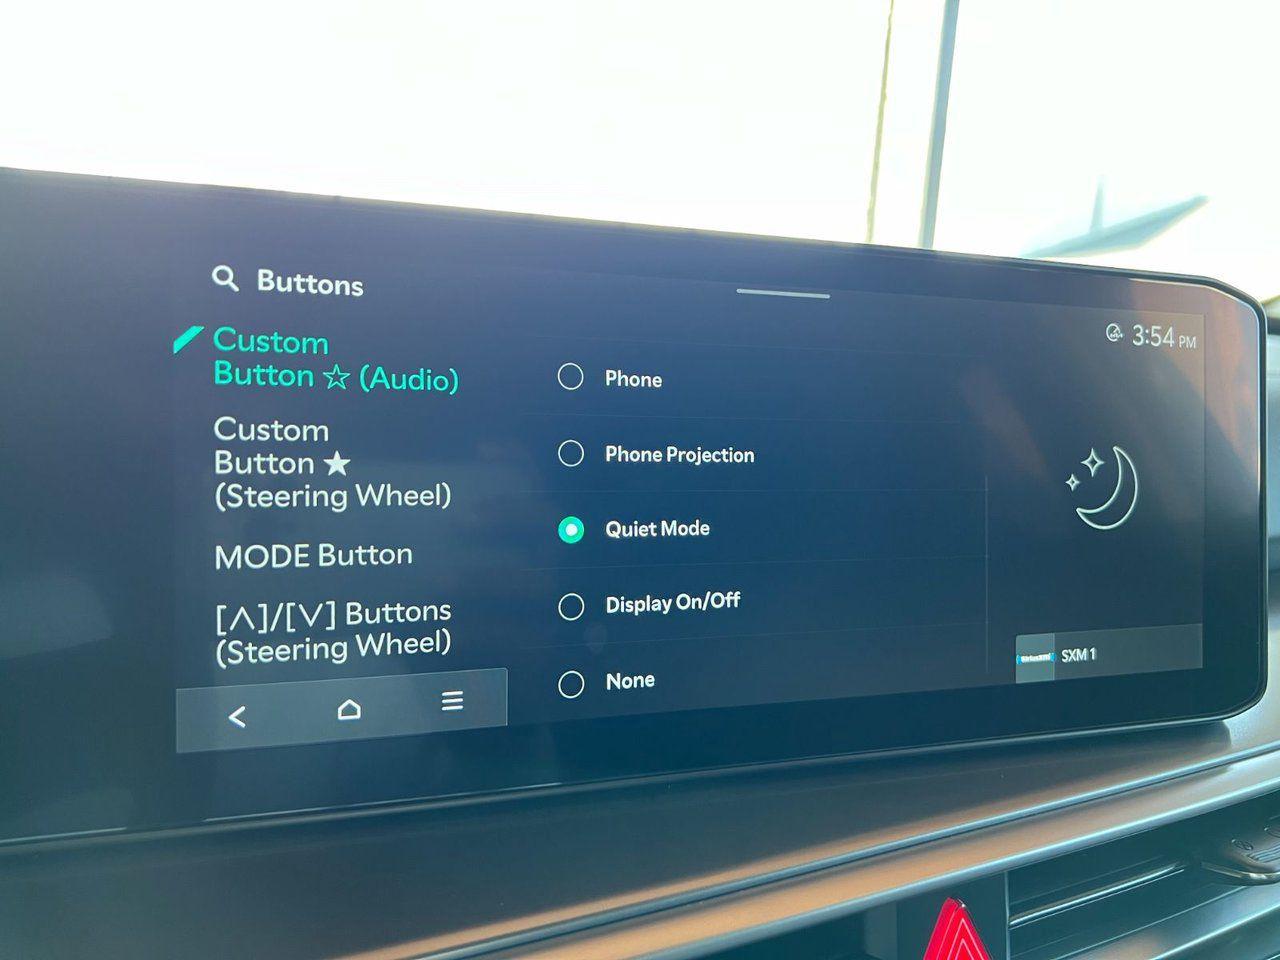 Buttons
3:54 PM
Custom
Button ☆ (Audio)
Custom
Button ★
(Steering Wheel)
MODE Button
[∧]/[∨] Buttons
(Steering Wheel)
Phone
Phone Projection
Quiet Mode
Display On/Off
None
SiriusXM
SXM 1